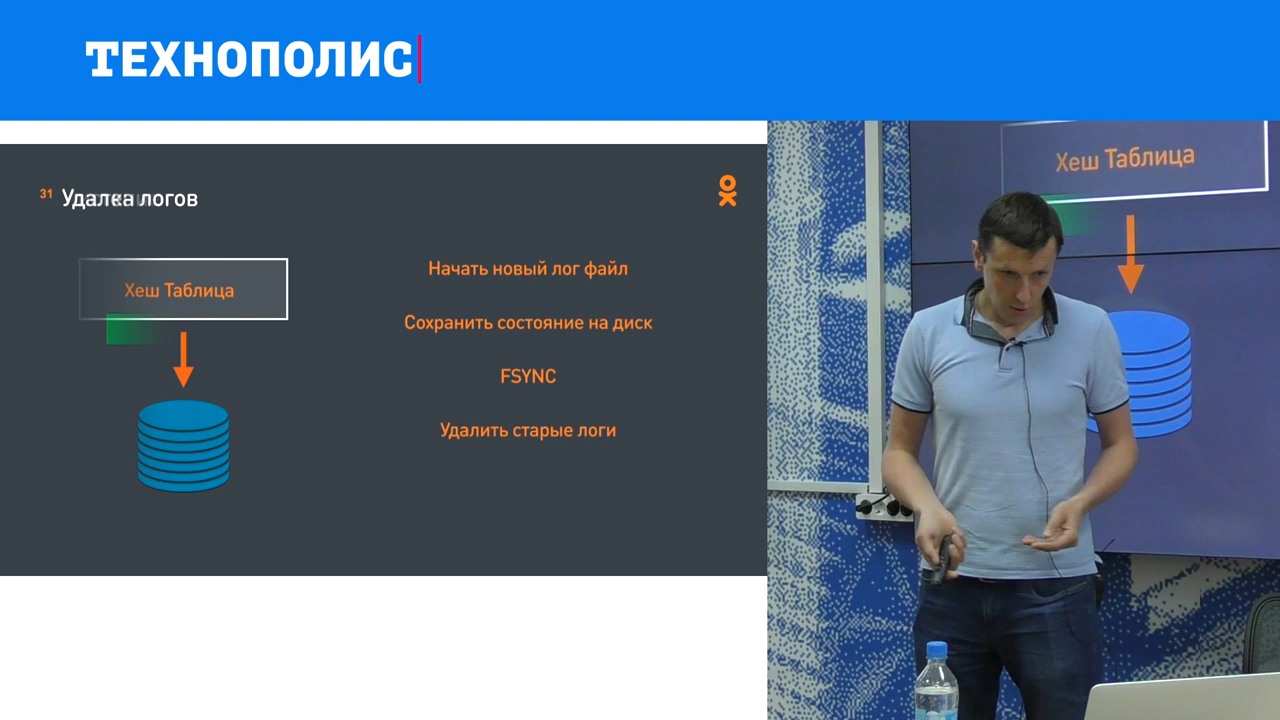 ТЕХНОПОЛИС
31 Удалка логов
Хеш Таблица
Начать новый лог файл
Сохранить состояние на диск
FSYNC
Удалить старые логи
Хеш Таблица